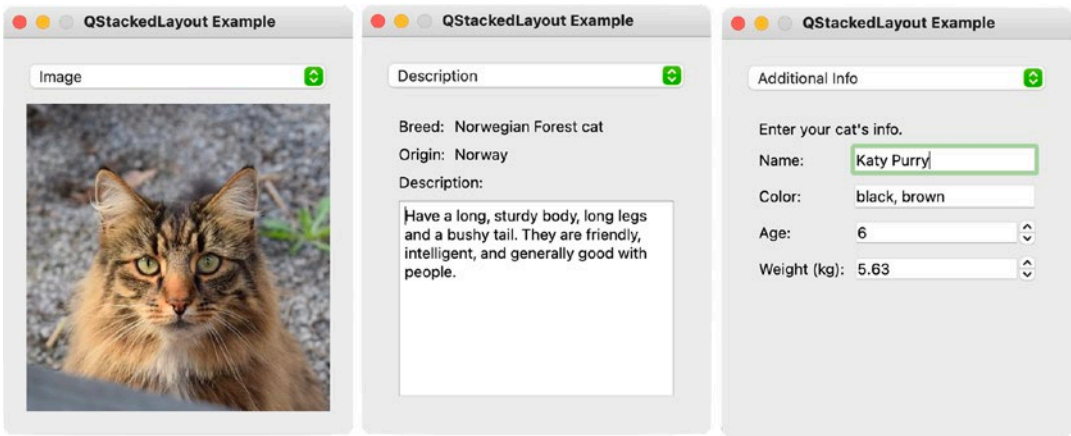 QStackedLayout Example
Image
QStackedLayout Example
Description
Breed: Norwegian Forest cat
Origin: Norway
Description:
Have a long, sturdy body, long legs
and a bushy tail. They are friendly,
intelligent, and generally good with
people.
QStackedLayout Example
Additional Info
Enter your cat's info.
Name: Katy Purry
Color: black, brown
Age: 6
Weight (kg): 5.63